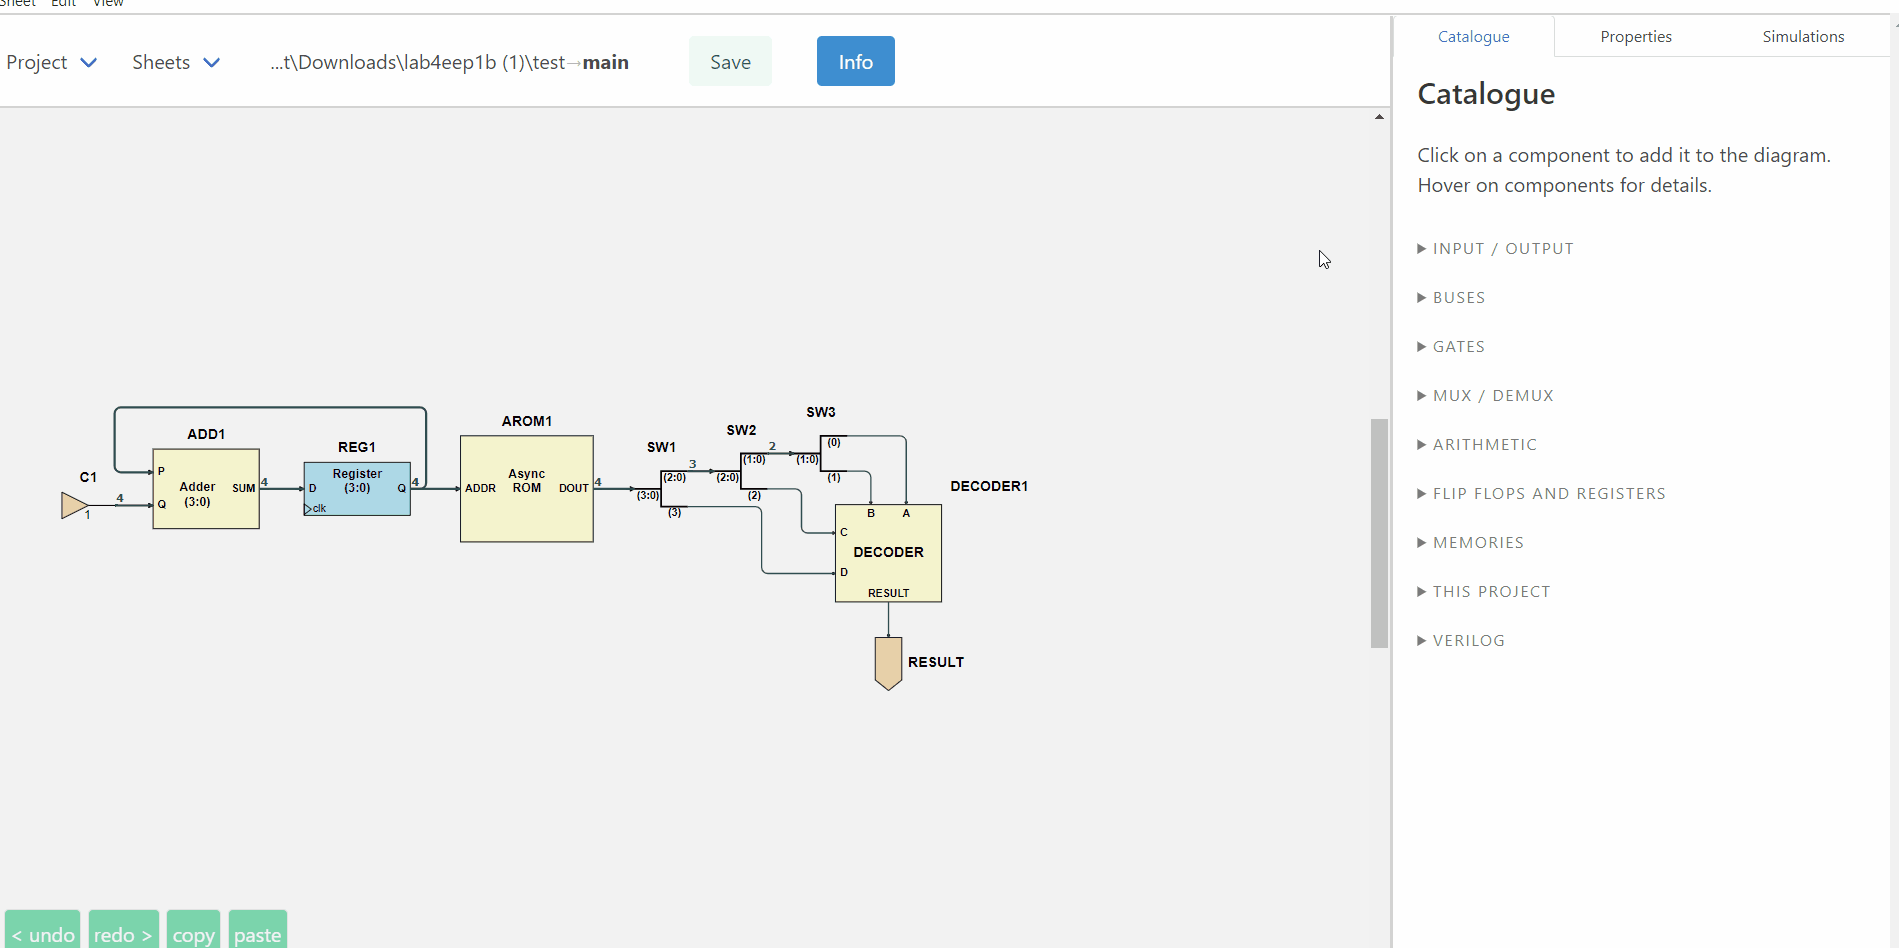 Sheet Edit View
Project Sheets ...t\Downloads\lab4eep1b (1)\test→main Save Info
Catalogue Properties Simulations
Catalogue
Click on a component to add it to the diagram.
Hover on components for details.
INPUT / OUTPUT
BUSES
GATES
MUX / DEMUX
ARITHMETIC
FLIP FLOPS AND REGISTERS
MEMORIES
THIS PROJECT
VERILOG
C1
1
4
ADD1
P
Q
Adder
(3:0)
SUM
4
REG1
Register
(3:0)
D
Q
clk
4
AROM1
Async
ROM
ADDR
DOUT
4
SW1
(3:0)
(2:0)
(3)
3
SW2
(2:0)
(1:0)
(2)
2
SW3
(1:0)
(0)
(1)
DECODER1
B A
C
DECODER
D
RESULT
RESULT
< undo redo > copy paste